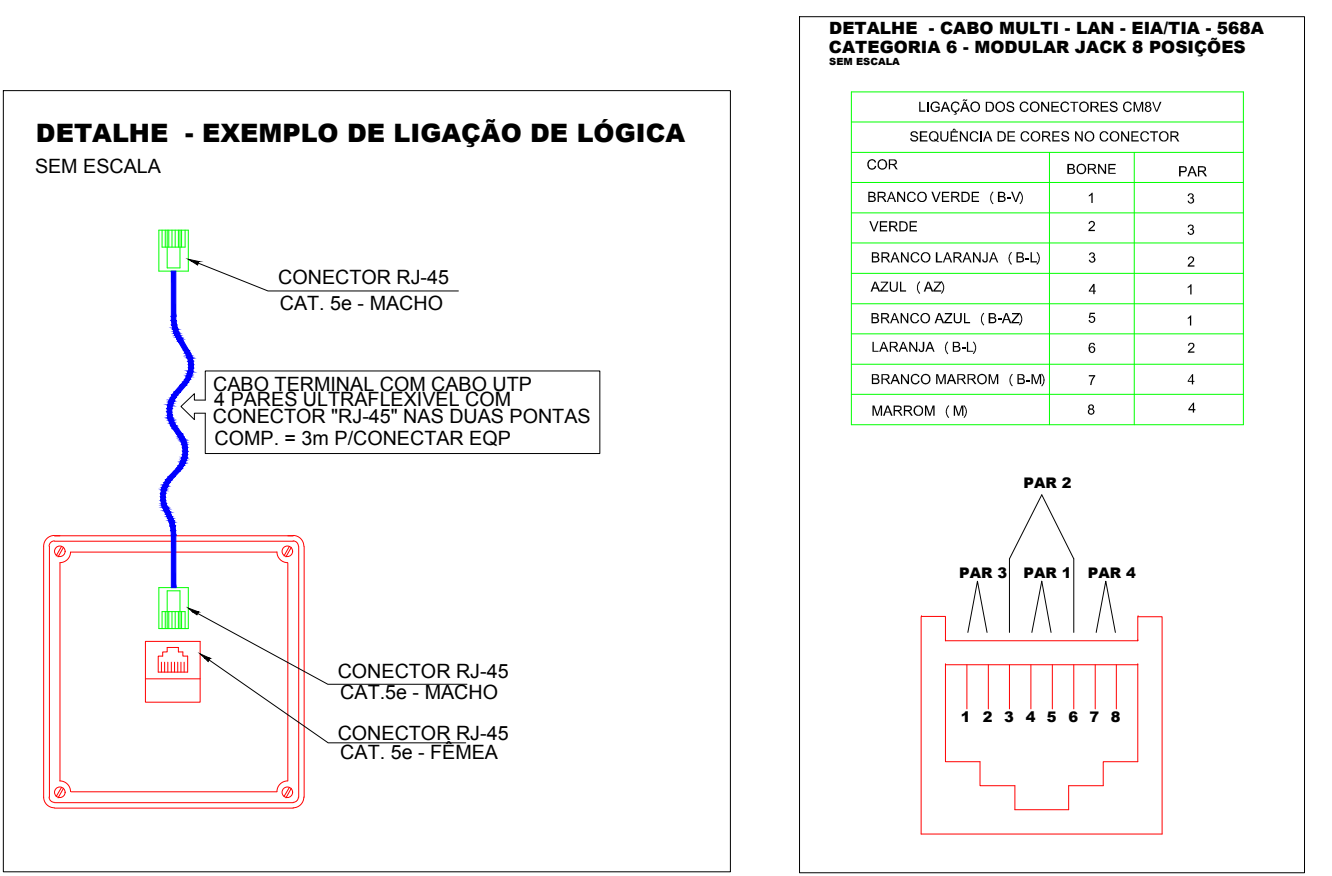 DETALHE - EXEMPLO DE LIGAÇÃO DE LÓGICA
SEM ESCALA
CONECTOR RJ-45
CAT. 5e - MACHO
CABO TERMINAL COM CABO UTP
4 PARES ULTRAFLEXIVEL COM
CONECTOR "RJ-45" NAS DUAS PONTAS
COMP. = 3m P/CONECTAR EQP
CONECTOR RJ-45
CAT.5e - MACHO
CONECTOR RJ-45
CAT. 5e - FÊMEA
DETALHE - CABO MULTI - LAN - EIA/TIA - 568A
CATEGORIA 6 - MODULAR JACK 8 POSIÇÕES
SEM ESCALA
LIGAÇÃO DOS CONECTORES CM8V
SEQUÊNCIA DE CORES NO CONECTOR
COR BORNE PAR
BRANCO VERDE (B-V) 1 3
VERDE 2 3
BRANCO LARANJA (B-L) 3 2
AZUL (AZ) 4 1
BRANCO AZUL (B-AZ) 5 1
LARANJA (B-L) 6 2
BRANCO MARROM (B-M) 7 4
MARROM (M) 8 4
PAR 2
PAR 3 PAR 1 PAR 4
1 2 3 4 5 6 7 8